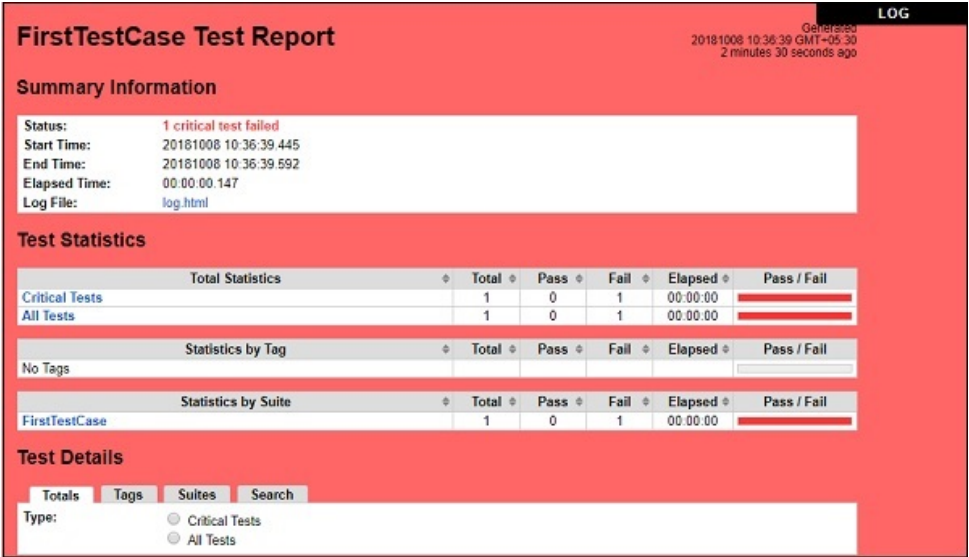 LOG
FirstTestCase Test Report
Generated
20181008 10:36:39 GMT+05:30
2 minutes 30 seconds ago
Summary Information
Status: 1 critical test failed
Start Time: 20181008 10:36:39.445
End Time: 20181008 10:36:39.592
Elapsed Time: 00:00:00.147
Log File: log.html
Test Statistics
Total Statistics Total Pass Fail Elapsed Pass / Fail
Critical Tests 1 0 1 00:00:00
All Tests 1 0 1 00:00:00
Statistics by Tag Total Pass Fail Elapsed Pass / Fail
No Tags
Statistics by Suite Total Pass Fail Elapsed Pass / Fail
FirstTestCase 1 0 1 00:00:00
Test Details
Totals Tags Suites Search
Type: Critical Tests
All Tests